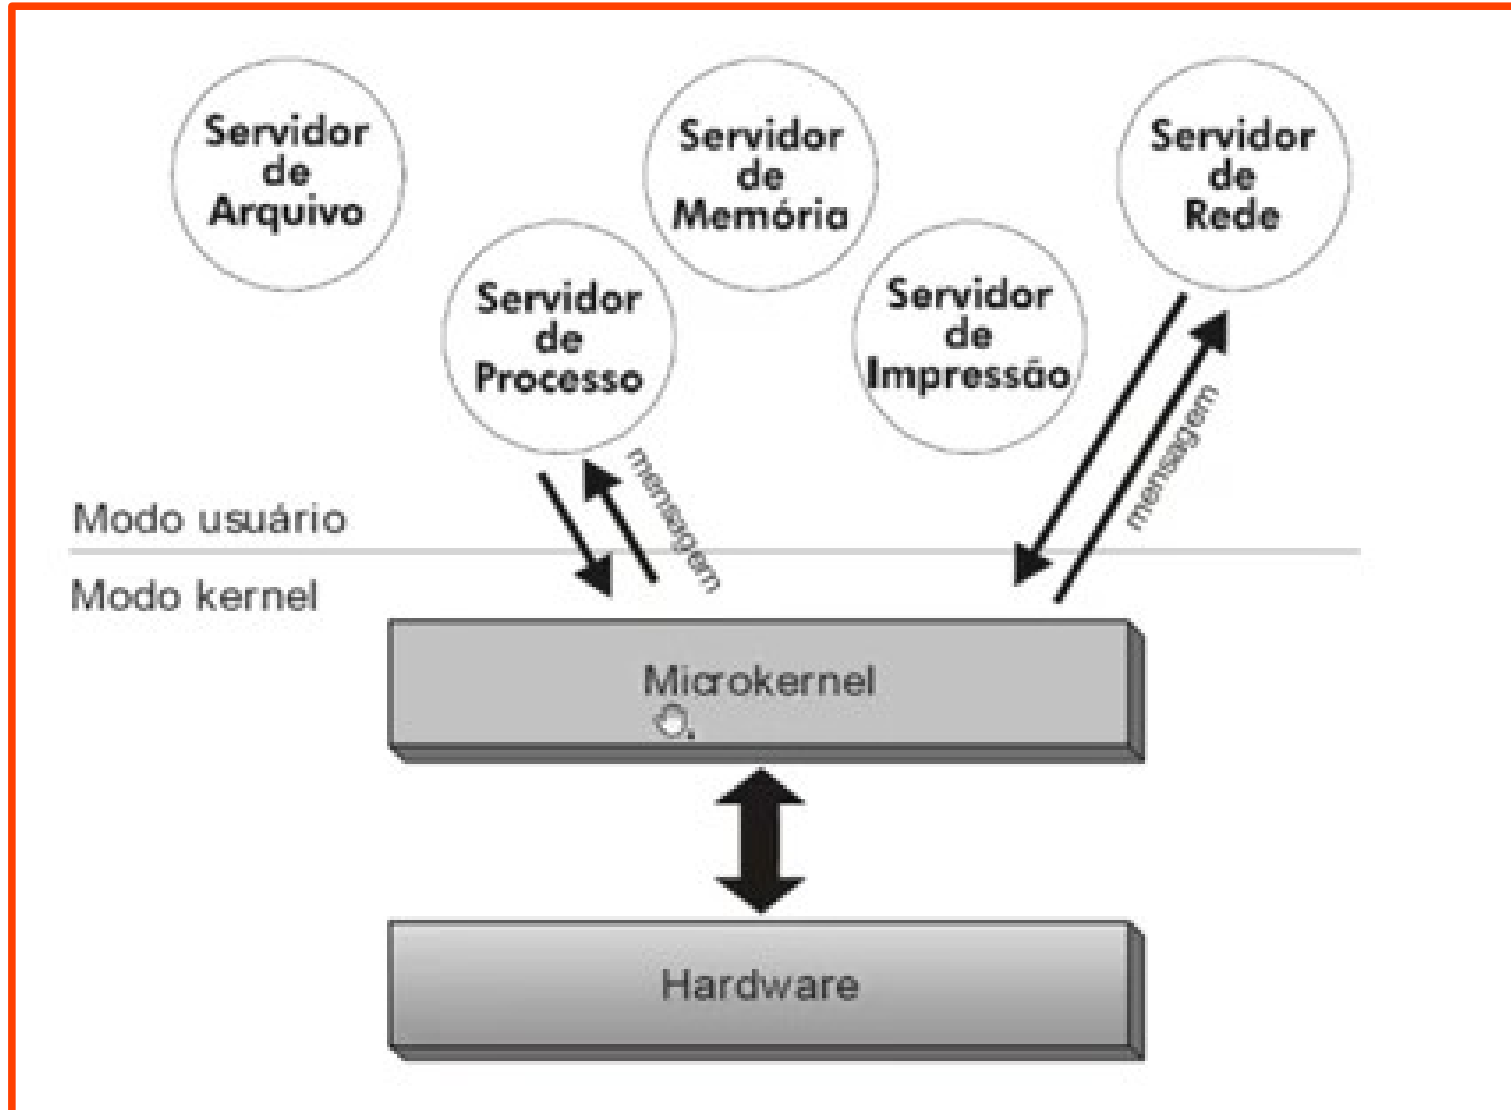 Servidor
de
Arquivo
Servidor
de
Memória
Servidor
de
Rede
Servidor
de
Processo
Servidor
de
Impressão
mensagem
mensagem
Modo usuário
Modo kernel
Microkernel
Hardware